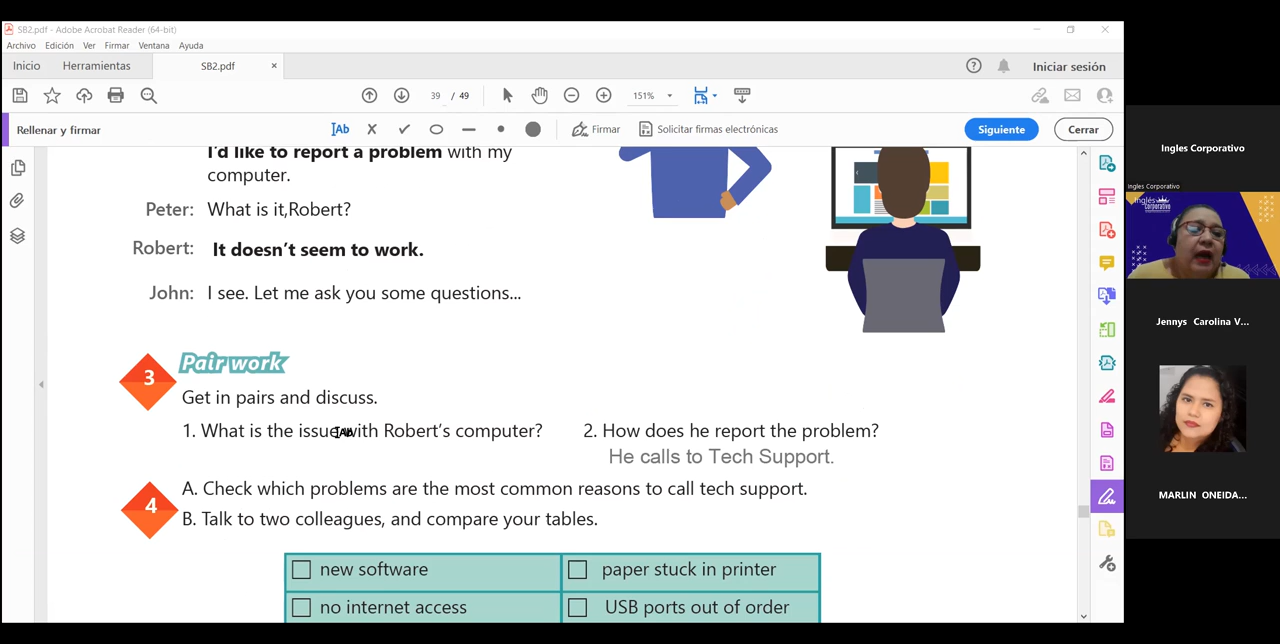 SB2.pdf - Adobe Acrobat Reader (64-bit)
Archivo Edición Ver Firmar Ventana Ayuda
Inicio Herramientas SB2.pdf × Iniciar sesión
39 / 49 151%
Rellenar y firmar Ab Firmar Solicitar firmas electrónicas Siguiente Cerrar
I'd like to report a problem with my
computer.
Peter: What is it,Robert?
Robert: It doesn't seem to work.
John: I see. Let me ask you some questions...
3 Pair work
Get in pairs and discuss.
1. What is the issue with Robert's computer? 2. How does he report the problem?
He calls to Tech Support.
4 A. Check which problems are the most common reasons to call tech support.
B. Talk to two colleagues, and compare your tables.
new software paper stuck in printer
no internet access USB ports out of order
Ingles Corporativo
Ingles Corporativo
Inglés
Corporativo
Jennys Carolina V...
MARLIN ONEIDA...